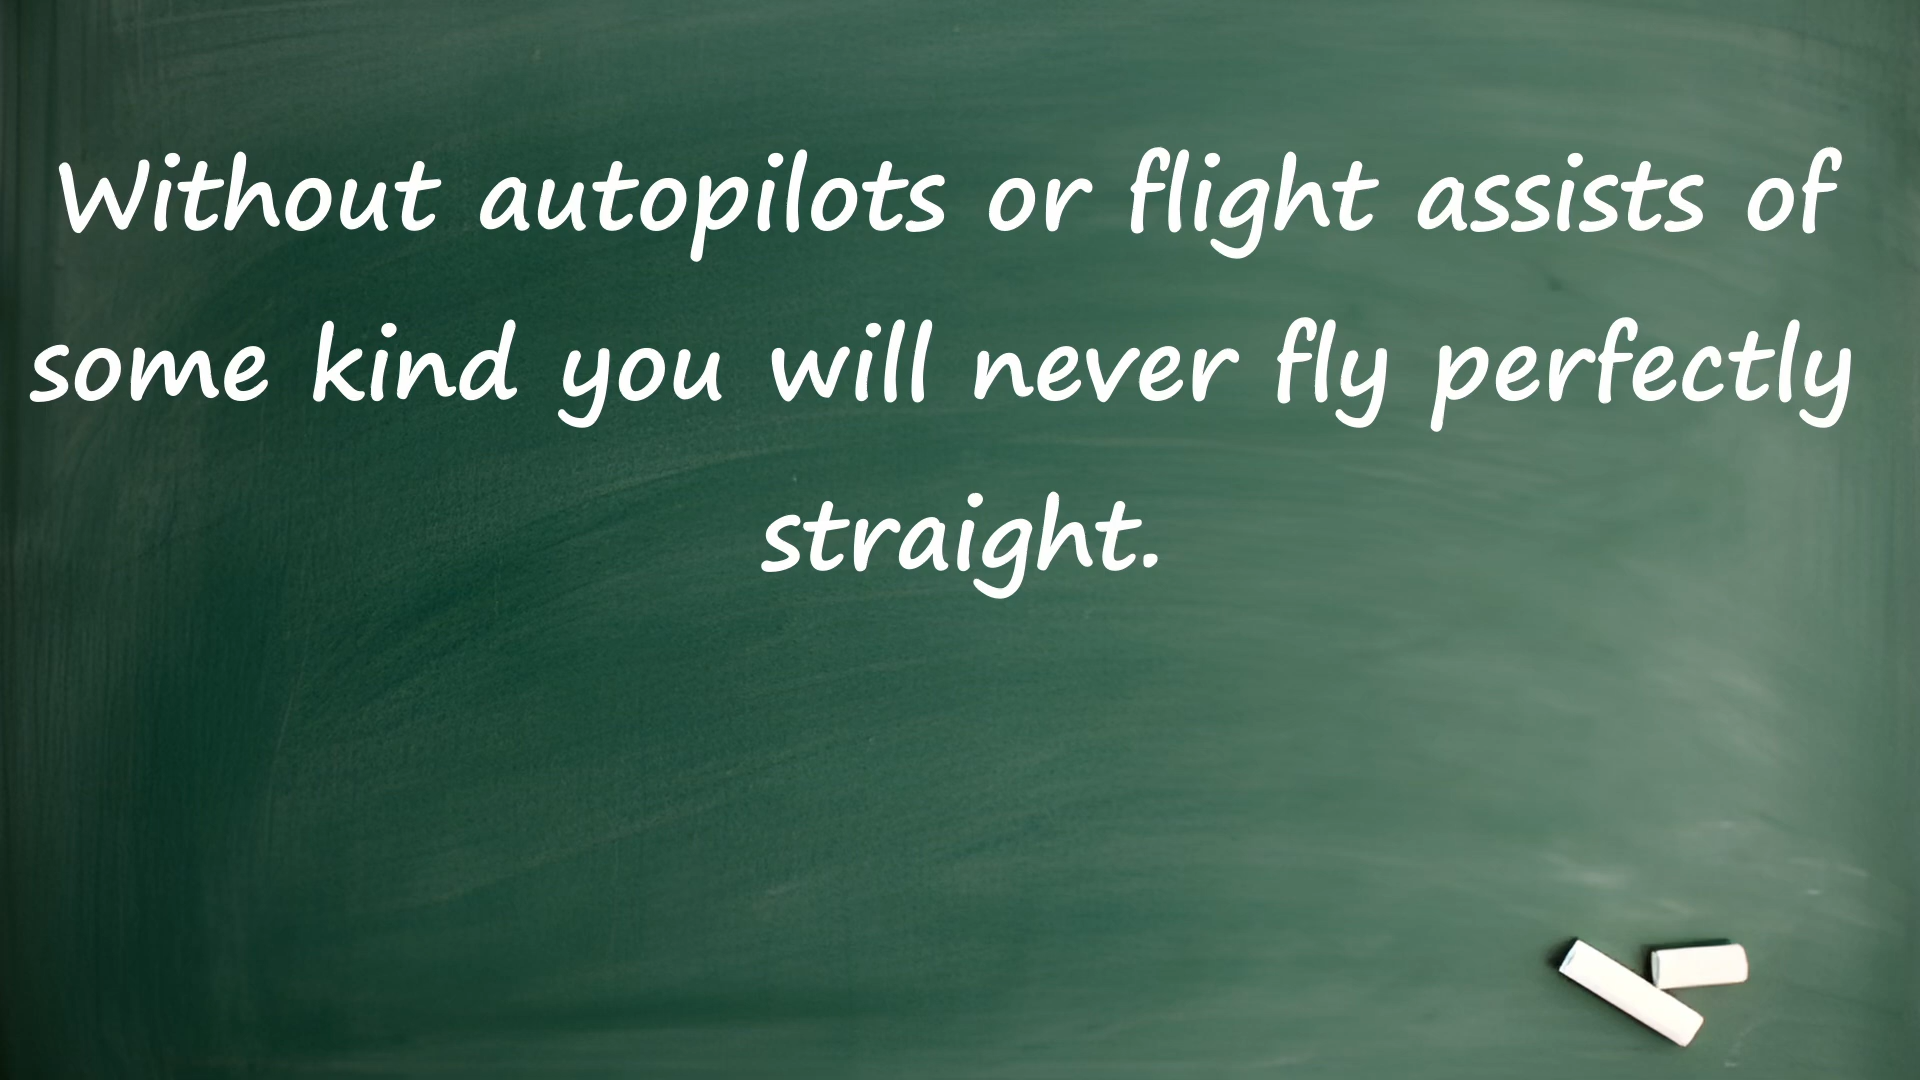 Without autopilots or flight assists of
some kind you will never fly perfectly
straight.